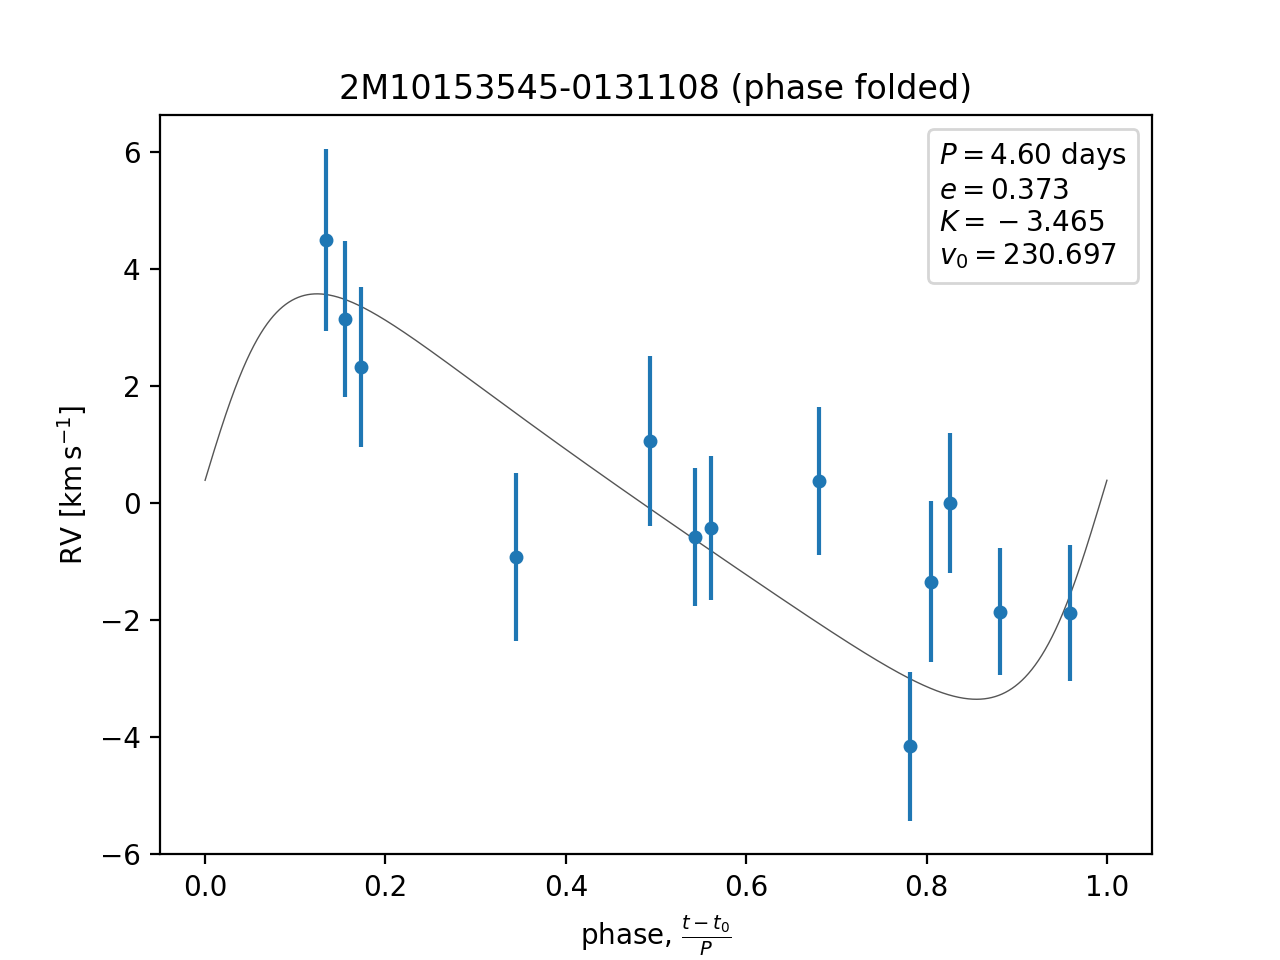 2M10153545-0131108 (phase folded)
P = 4.60 days
e = 0.373
K = −3.465
v₀ = 230.697
RV [km s⁻¹]
6
4
2
0
−2
−4
−6
0.0 0.2 0.4 0.6 0.8 1.0
phase, (t − t₀)/P